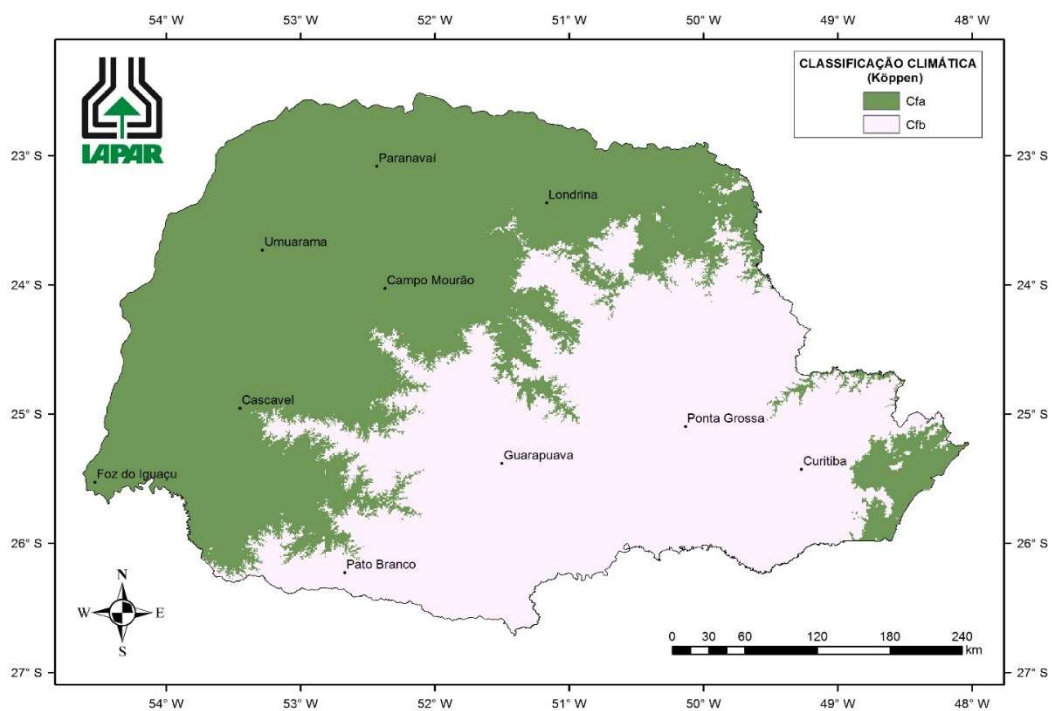 54° W 53° W 52° W 51° W 50° W 49° W 48° W
IAPAR
CLASSIFICAÇÃO CLIMÁTICA
(Köppen)
Cfa
Cfb
23° S 23° S
Paranavaí
Londrina
Umuarama
24° S 24° S
Campo Mourão
Cascavel
25° S 25° S
Ponta Grossa
Guarapuava
Curitiba
Foz do Iguaçu
26° S 26° S
Pato Branco
N
W E
S
0 30 60 120 180 240
km
27° S 27° S
54° W 53° W 52° W 51° W 50° W 49° W 48° W